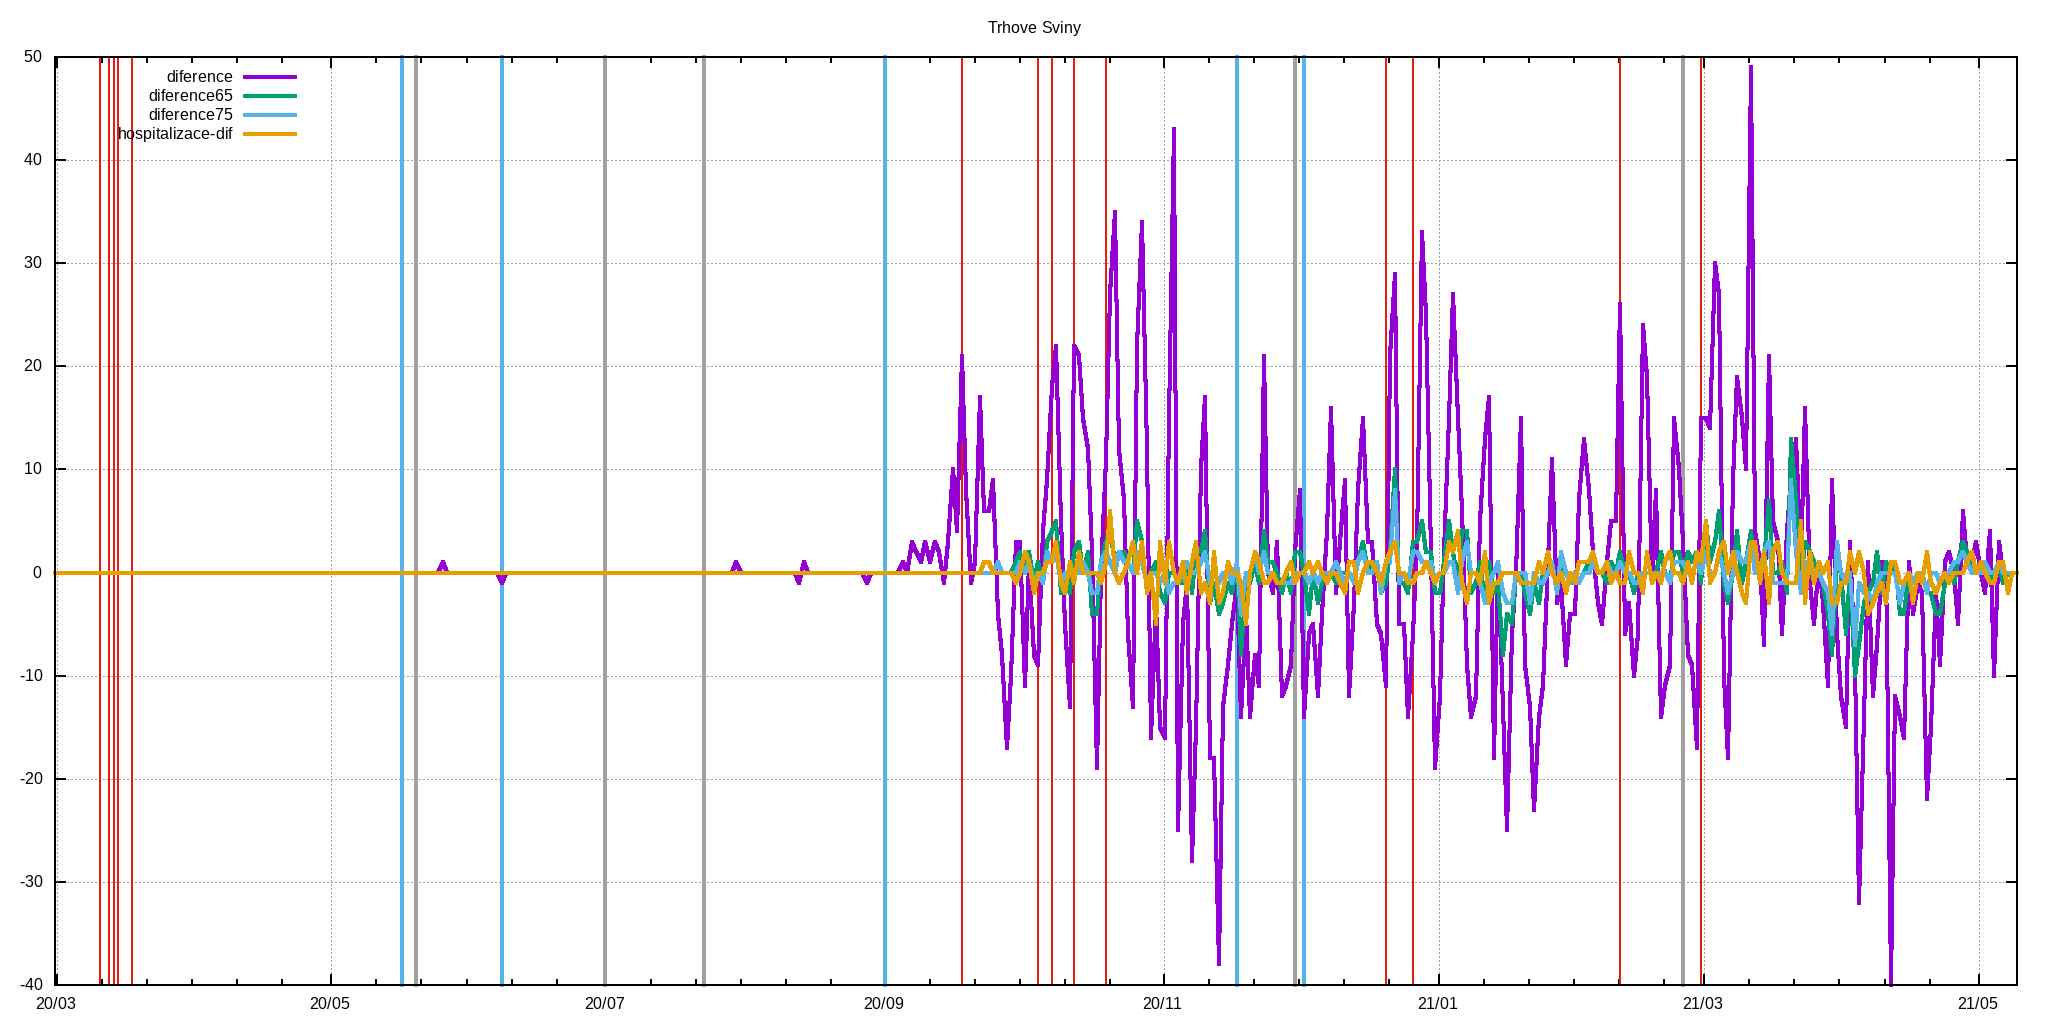 Trhove Sviny
50
diference
diference65
diference75
hospitalizace-dif
40
30
20
10
0
-10
-20
-30
-40
20/03 20/05 20/07 20/09 20/11 21/01 21/03 21/05